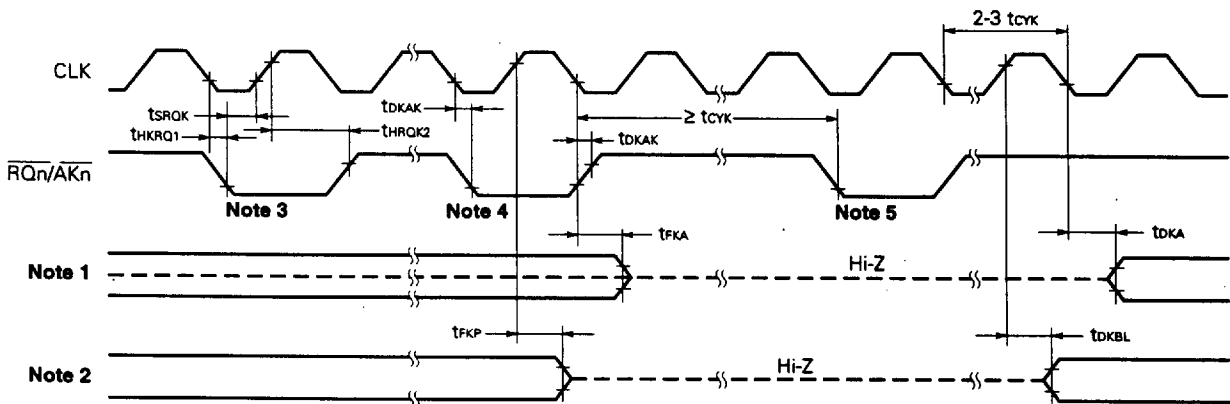 2-3 tCYK
CLK
tSRQK
tHKRQ1
tDKAK
tHRQK2
≥ tCYK
tDKAK
RQn/AKn
Note 3
Note 4
Note 5
tFKA
tDKA
Note 1
Hi-Z
tFKP
tDKBL
Note 2
Hi-Z